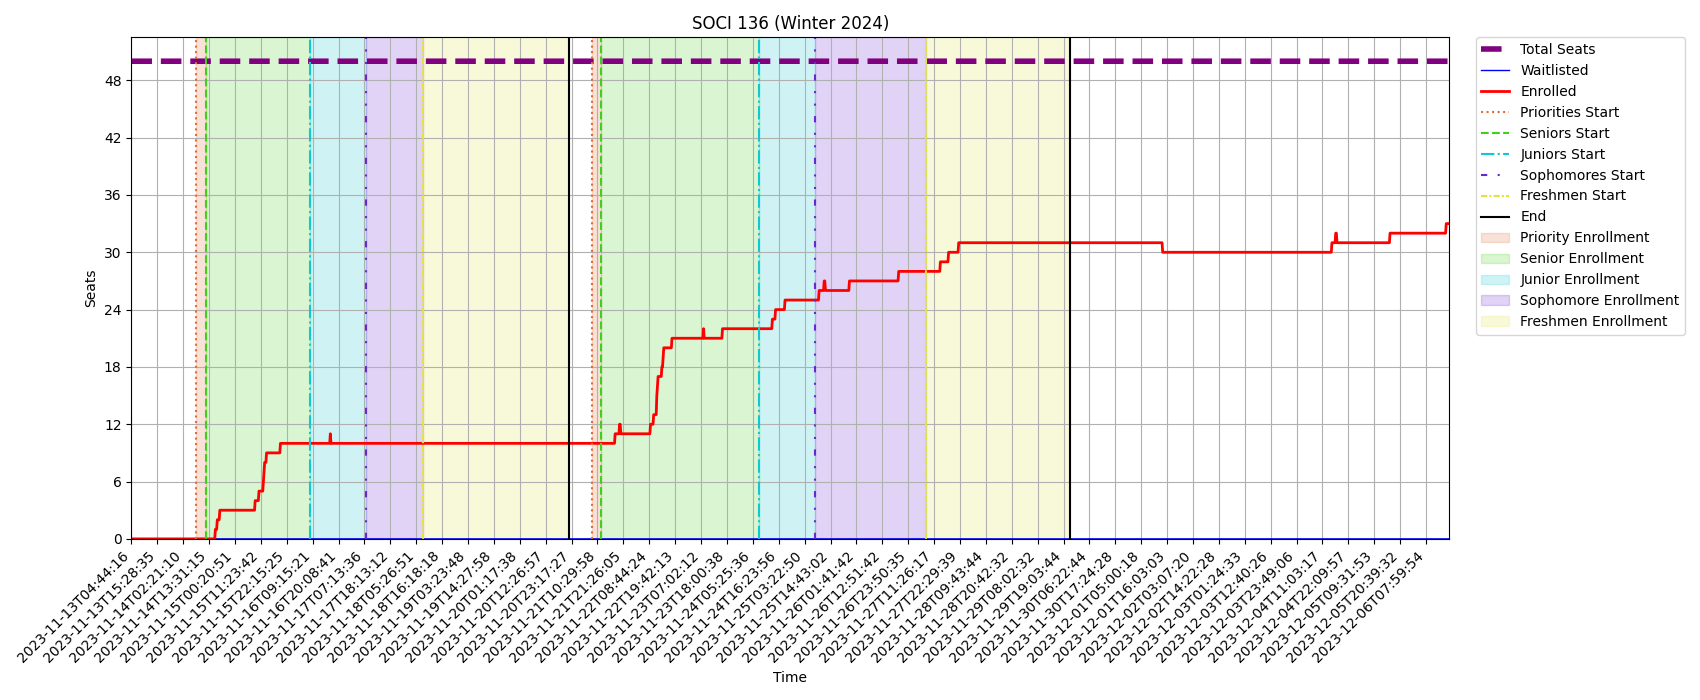 SOCI 136 (Winter 2024)
Seats
48
42
36
30
24
18
12
6
0
2023-11-13T04:44:16
2023-11-13T15:28:35
2023-11-14T02:21:10
2023-11-14T13:31:15
2023-11-15T00:20:51
2023-11-15T11:23:42
2023-11-15T22:15:25
2023-11-16T09:15:21
2023-11-16T20:08:41
2023-11-17T07:13:36
2023-11-17T18:13:12
2023-11-18T05:26:51
2023-11-18T16:18:18
2023-11-19T03:23:48
2023-11-19T14:27:58
2023-11-20T01:17:38
2023-11-20T12:26:57
2023-11-20T23:17:27
2023-11-21T10:29:58
2023-11-21T21:26:05
2023-11-22T08:44:24
2023-11-22T19:42:13
2023-11-23T07:02:12
2023-11-23T18:00:38
2023-11-24T05:25:36
2023-11-24T16:23:56
2023-11-25T03:22:50
2023-11-25T14:43:02
2023-11-26T01:41:42
2023-11-26T12:51:42
2023-11-26T23:50:35
2023-11-27T11:26:17
2023-11-27T22:29:39
2023-11-28T09:43:44
2023-11-28T20:42:32
2023-11-29T08:02:32
2023-11-29T19:03:44
2023-11-30T06:22:44
2023-11-30T17:24:28
2023-12-01T05:00:18
2023-12-01T16:03:03
2023-12-02T03:07:20
2023-12-02T14:22:28
2023-12-03T01:24:33
2023-12-03T12:40:26
2023-12-03T23:49:06
2023-12-04T11:03:17
2023-12-04T22:09:57
2023-12-05T09:31:53
2023-12-05T20:39:32
2023-12-06T07:59:54
Time
Total Seats
Waitlisted
Enrolled
Priorities Start
Seniors Start
Juniors Start
Sophomores Start
Freshmen Start
End
Priority Enrollment
Senior Enrollment
Junior Enrollment
Sophomore Enrollment
Freshmen Enrollment